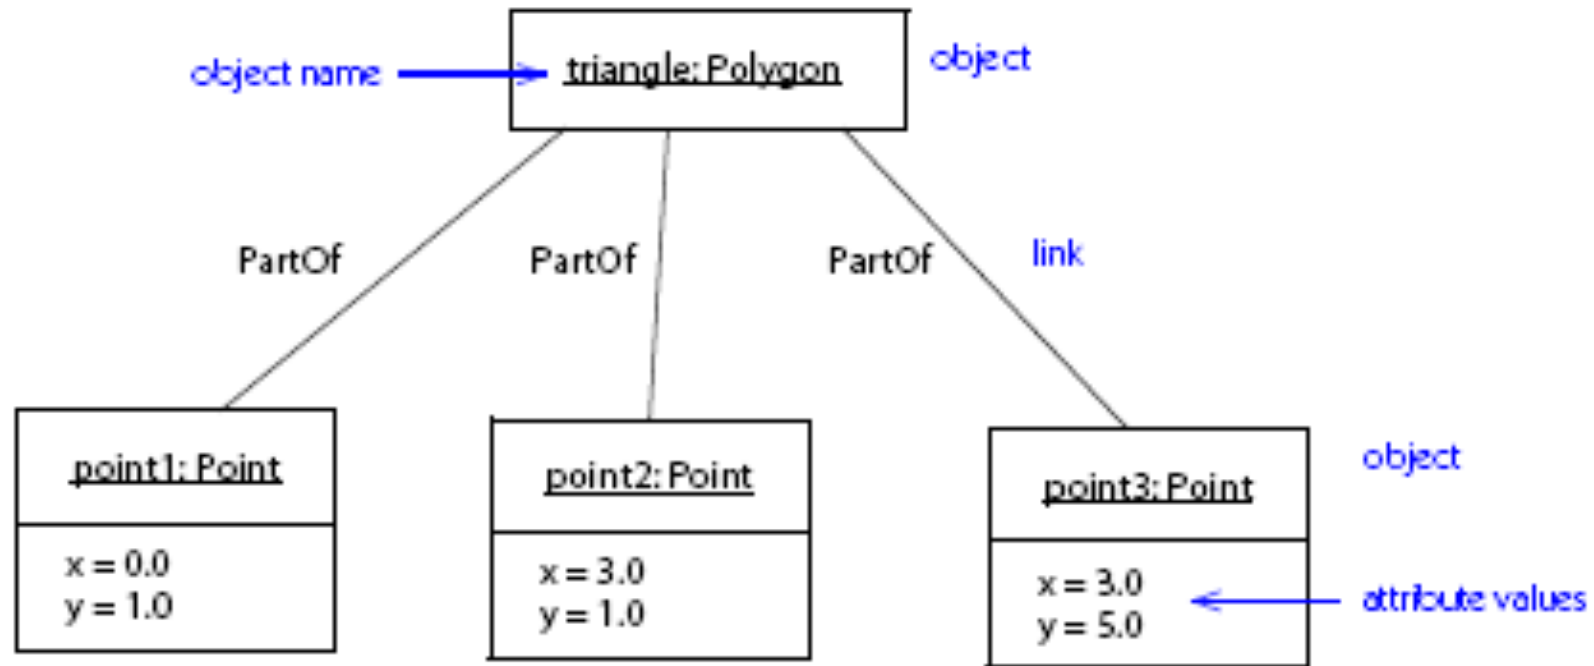 object name
triangle: Polygon
object
PartOf
PartOf
PartOf
link
point1: Point
x = 0.0
y = 1.0
point2: Point
x = 3.0
y = 1.0
point3: Point
x = 3.0
y = 5.0
object
attribute values